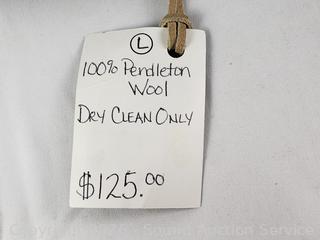 L
100% Pendleton
Wool
Dry Clean Only
$125.00